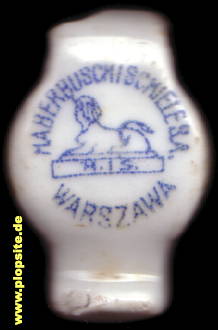 HABERBUSCH I SCHIELE S.A.
H.I.S.
WARSZAWA
© www.plopsite.de